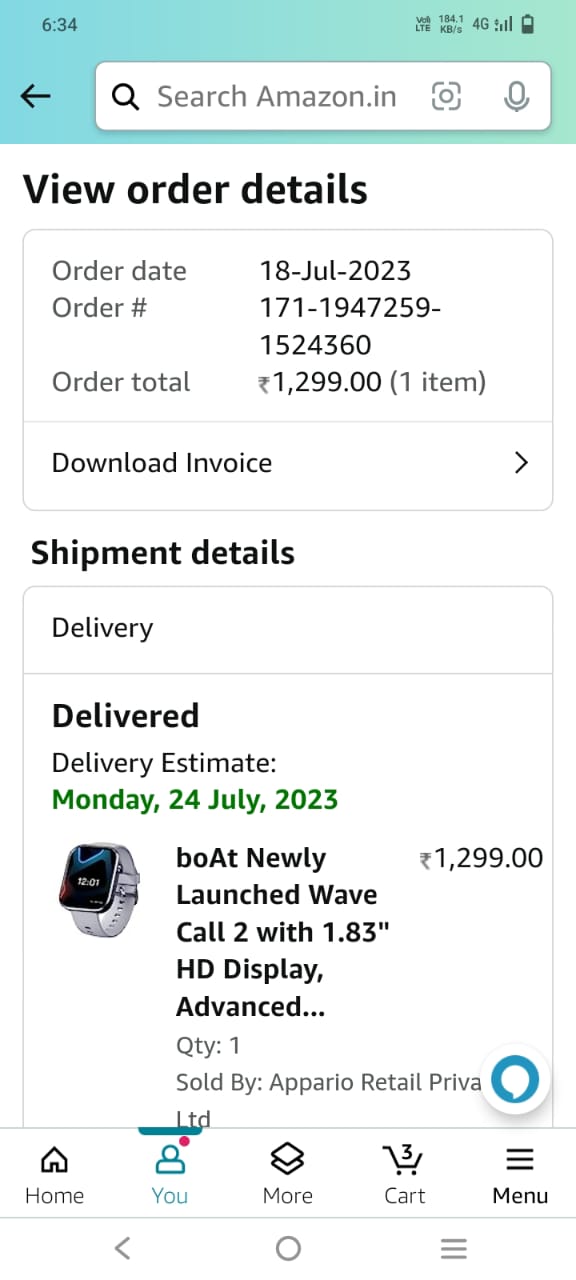 6:34
Voll LTE 184.1 KB/s 4G
Search Amazon.in
View order details
Order date 18-Jul-2023
Order # 171-1947259-
1524360
Order total ₹1,299.00 (1 item)
Download Invoice
Shipment details
Delivery
Delivered
Delivery Estimate:
Monday, 24 July, 2023
12:01
boAt Newly ₹1,299.00
Launched Wave
Call 2 with 1.83"
HD Display,
Advanced...
Qty: 1
Sold By: Appario Retail Priva
Ltd
3
Home You More Cart Menu